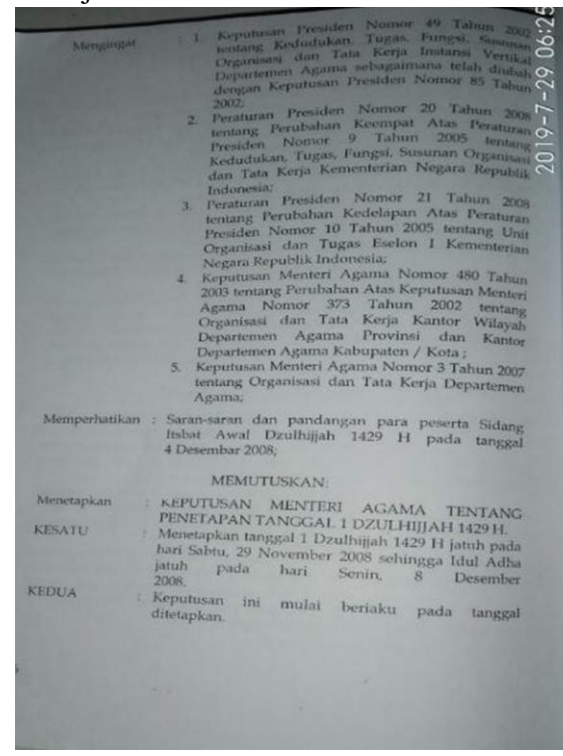 Mengingat : 1. Keputusan Presiden Nomor 49 Tahun 2002
tentang Kedudukan, Tugas, Fungsi, Susunan
Organisasi dan Tata Kerja Instansi Vertikal
Departemen Agama sebagaimana telah diubah
dengan Keputusan Presiden Nomor 85 Tahun
2002;
2. Peraturan Presiden Nomor 20 Tahun 2008
tentang Perubahan Keempat Atas Peraturan
Presiden Nomor 9 Tahun 2005 tentang
Kedudukan, Tugas, Fungsi, Susunan Organisasi
dan Tata Kerja Kementerian Negara Republik
Indonesia;
3. Peraturan Presiden Nomor 21 Tahun 2008
tentang Perubahan Kedelapan Atas Peraturan
Presiden Nomor 10 Tahun 2005 tentang Unit
Organisasi dan Tugas Eselon I Kementerian
Negara Republik Indonesia;
4. Keputusan Menteri Agama Nomor 480 Tahun
2003 tentang Perubahan Atas Keputusan Menteri
Agama Nomor 373 Tahun 2002 tentang
Organisasi dan Tata Kerja Kantor Wilayah
Departemen Agama Provinsi dan Kantor
Departemen Agama Kabupaten / Kota ;
5. Keputusan Menteri Agama Nomor 3 Tahun 2007
tentang Organisasi dan Tata Kerja Departemen
Agama;
Memperhatikan : Saran-saran dan pandangan para peserta Sidang
Itsbat Awal Dzulhijjah 1429 H pada tanggal
4 Desembar 2008;
MEMUTUSKAN:
Menetapkan : KEPUTUSAN MENTERI AGAMA TENTANG
PENETAPAN TANGGAL 1 DZULHIJJAH 1429 H.
KESATU : Menetapkan tanggal 1 Dzulhijjah 1429 H jatuh pada
hari Sabtu, 29 November 2008 sehingga Idul Adha
jatuh pada hari Senin, 8 Desember
2008.
KEDUA : Keputusan ini mulai beriaku pada tanggal
ditetapkan.
2019-7-29 06:25